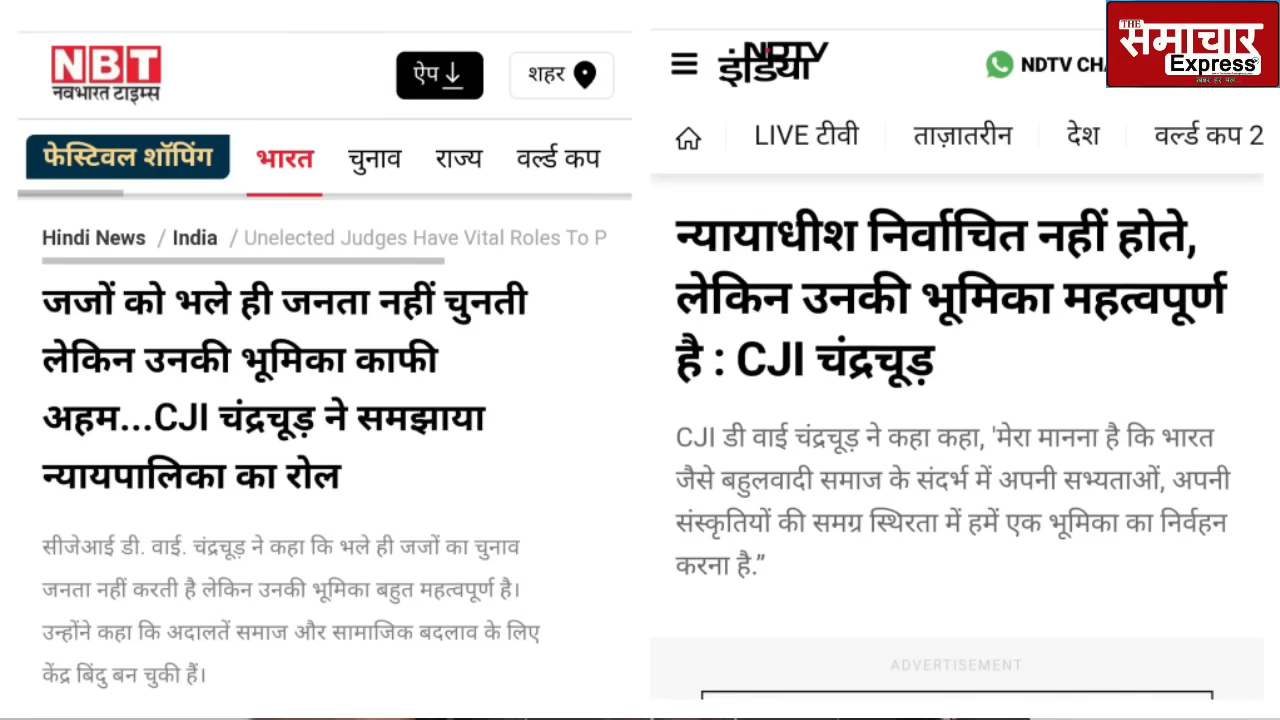 NBT
नवभारत टाइम्स
ऐप
शहर
फेस्टिवल शॉपिंग
भारत
चुनाव
राज्य
वर्ल्ड कप
Hindi News / India / Unelected Judges Have Vital Roles To P
जजों को भले ही जनता नहीं चुनती
लेकिन उनकी भूमिका काफी
अहम...CJI चंद्रचूड़ ने समझाया
न्यायपालिका का रोल
सीजेआई डी. वाई. चंद्रचूड़ ने कहा कि भले ही जजों का चुनाव
जनता नहीं करती है लेकिन उनकी भूमिका बहुत महत्वपूर्ण है।
उन्होंने कहा कि अदालतें समाज और सामाजिक बदलाव के लिए
केंद्र बिंदु बन चुकी हैं।
NDTV
इंडिया
NDTV CHA
THE
समाचार
Express
LIVE टीवी
ताज़ातरीन
देश
वर्ल्ड कप 2
न्यायाधीश निर्वाचित नहीं होते,
लेकिन उनकी भूमिका महत्वपूर्ण
है : CJI चंद्रचूड़
CJI डी वाई चंद्रचूड़ ने कहा कहा, 'मेरा मानना है कि भारत
जैसे बहुलवादी समाज के संदर्भ में अपनी सभ्यताओं, अपनी
संस्कृतियों की समग्र स्थिरता में हमें एक भूमिका का निर्वहन
करना है.”
ADVERTISEMENT